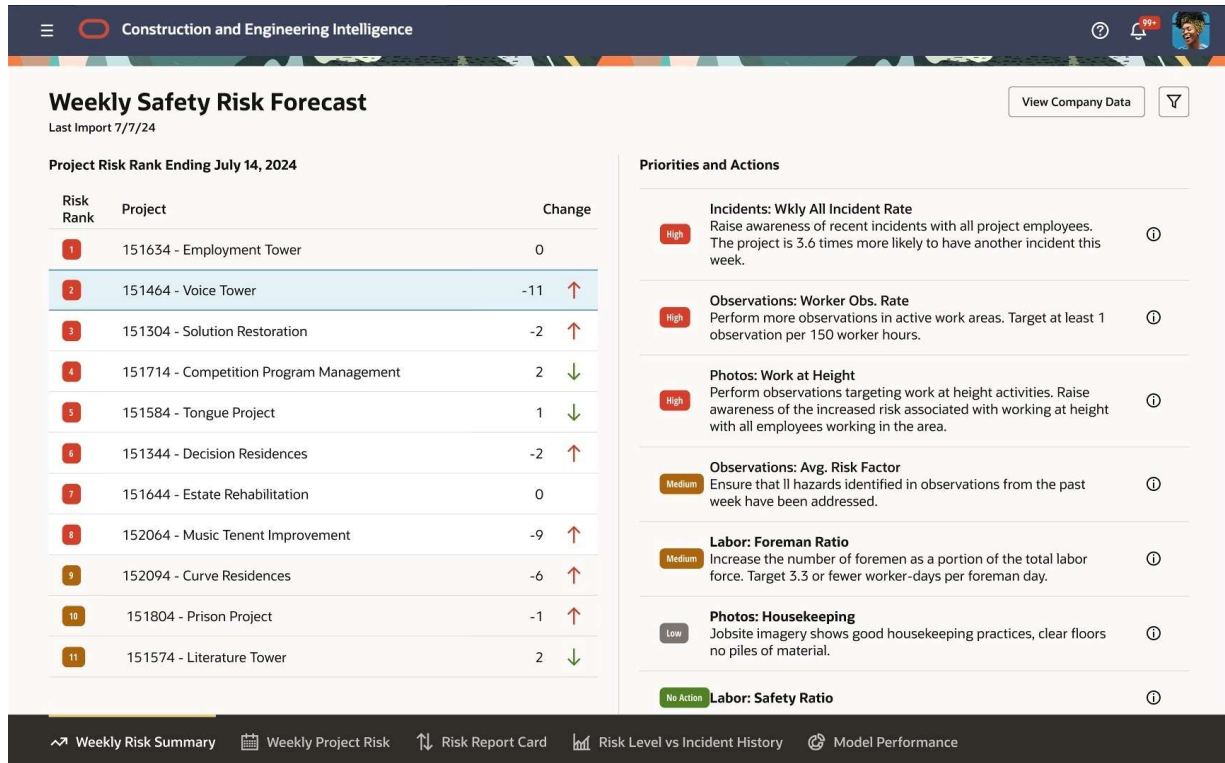 Construction and Engineering Intelligence
99+
Weekly Safety Risk Forecast
Last Import 7/7/24
View Company Data
Project Risk Rank Ending July 14, 2024
Risk
Rank
Project
Change
1 151634 - Employment Tower 0
2 151464 - Voice Tower -11
3 151304 - Solution Restoration -2
4 151714 - Competition Program Management 2
5 151584 - Tongue Project 1
6 151344 - Decision Residences -2
7 151644 - Estate Rehabilitation 0
8 152064 - Music Tenent Improvement -9
9 152094 - Curve Residences -6
10 151804 - Prison Project -1
11 151574 - Literature Tower 2
Priorities and Actions
High
Incidents: Wkly All Incident Rate
Raise awareness of recent incidents with all project employees.
The project is 3.6 times more likely to have another incident this
week.
High
Observations: Worker Obs. Rate
Perform more observations in active work areas. Target at least 1
observation per 150 worker hours.
High
Photos: Work at Height
Perform observations targeting work at height activities. Raise
awareness of the increased risk associated with working at height
with all employees working in the area.
Medium
Observations: Avg. Risk Factor
Ensure that ll hazards identified in observations from the past
week have been addressed.
Medium
Labor: Foreman Ratio
Increase the number of foremen as a portion of the total labor
force. Target 3.3 or fewer worker-days per foreman day.
Low
Photos: Housekeeping
Jobsite imagery shows good housekeeping practices, clear floors
no piles of material.
No Action
Labor: Safety Ratio
Weekly Risk Summary
Weekly Project Risk
Risk Report Card
Risk Level vs Incident History
Model Performance